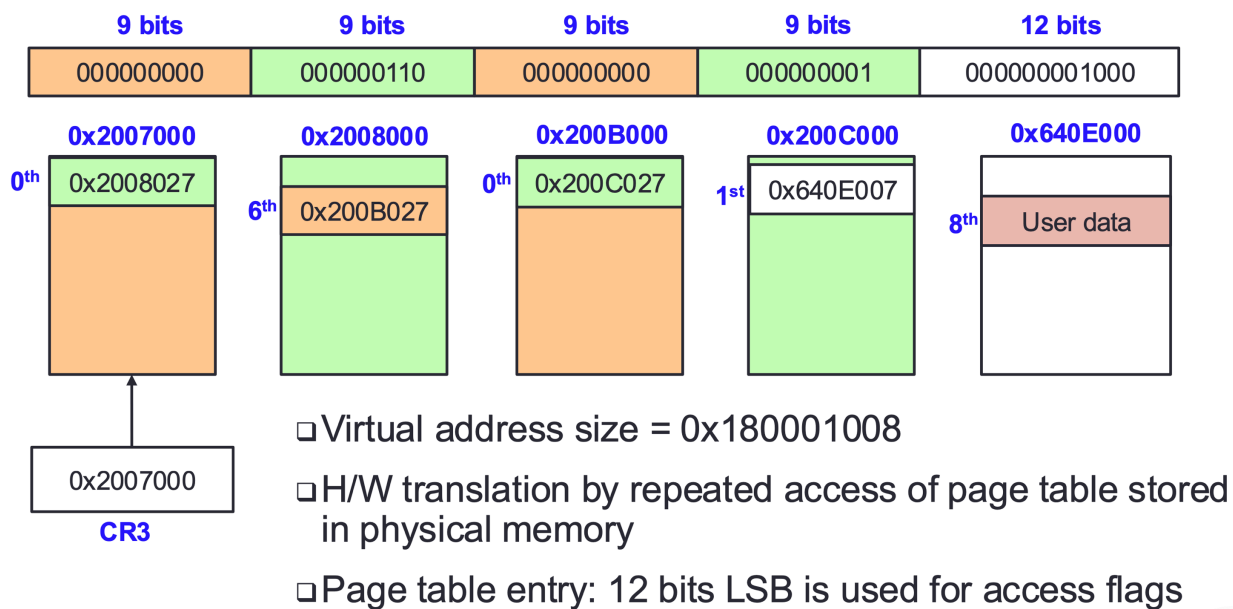 9 bits 9 bits 9 bits 9 bits 12 bits
000000000 000000110 000000000 000000001 000000001000
0x2007000 0x2008000 0x200B000 0x200C000 0x640E000
0th 0x2008027 0th 0x200C027 1st 0x640E007
6th 0x200B027 8th User data
❑Virtual address size = 0x180001008
❑H/W translation by repeated access of page table stored
in physical memory
0x2007000
CR3
❑Page table entry: 12 bits LSB is used for access flags